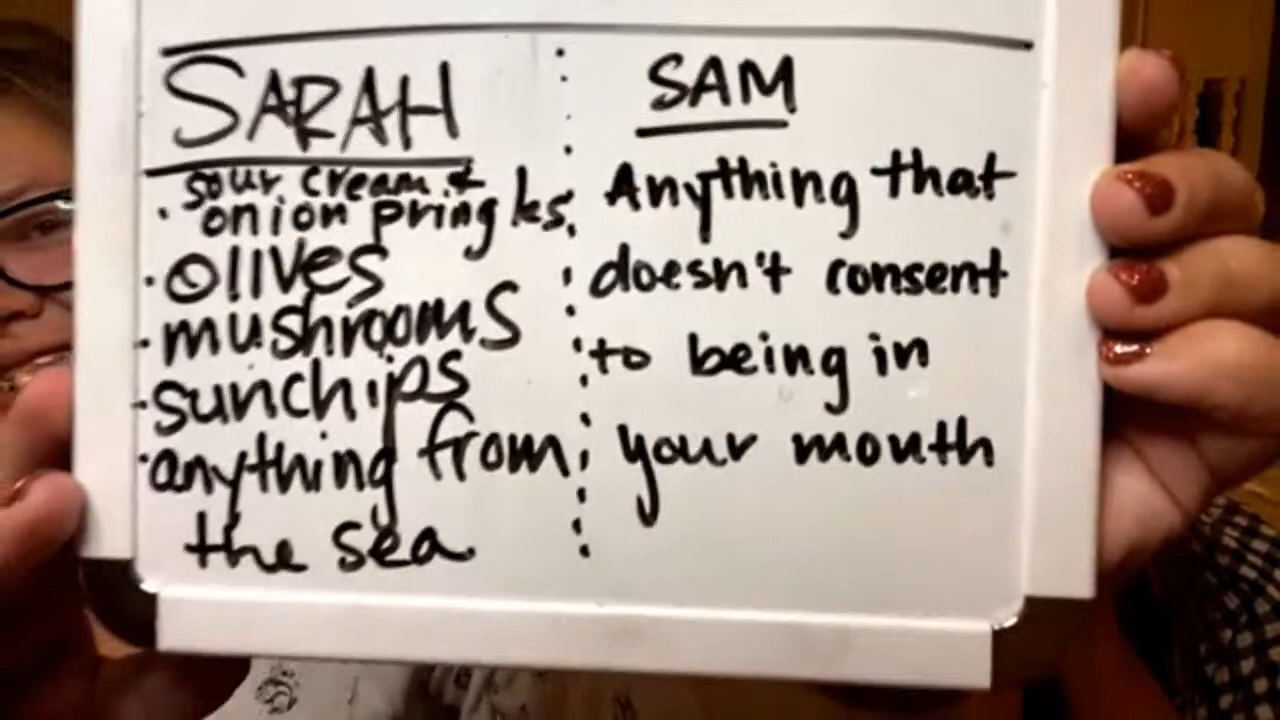 SARAH
· sour cream &
onion pringles
· Olives
· mushrooms
· sunchips
· anything from
the sea
SAM
Anything that
doesn't consent
to being in
your mouth